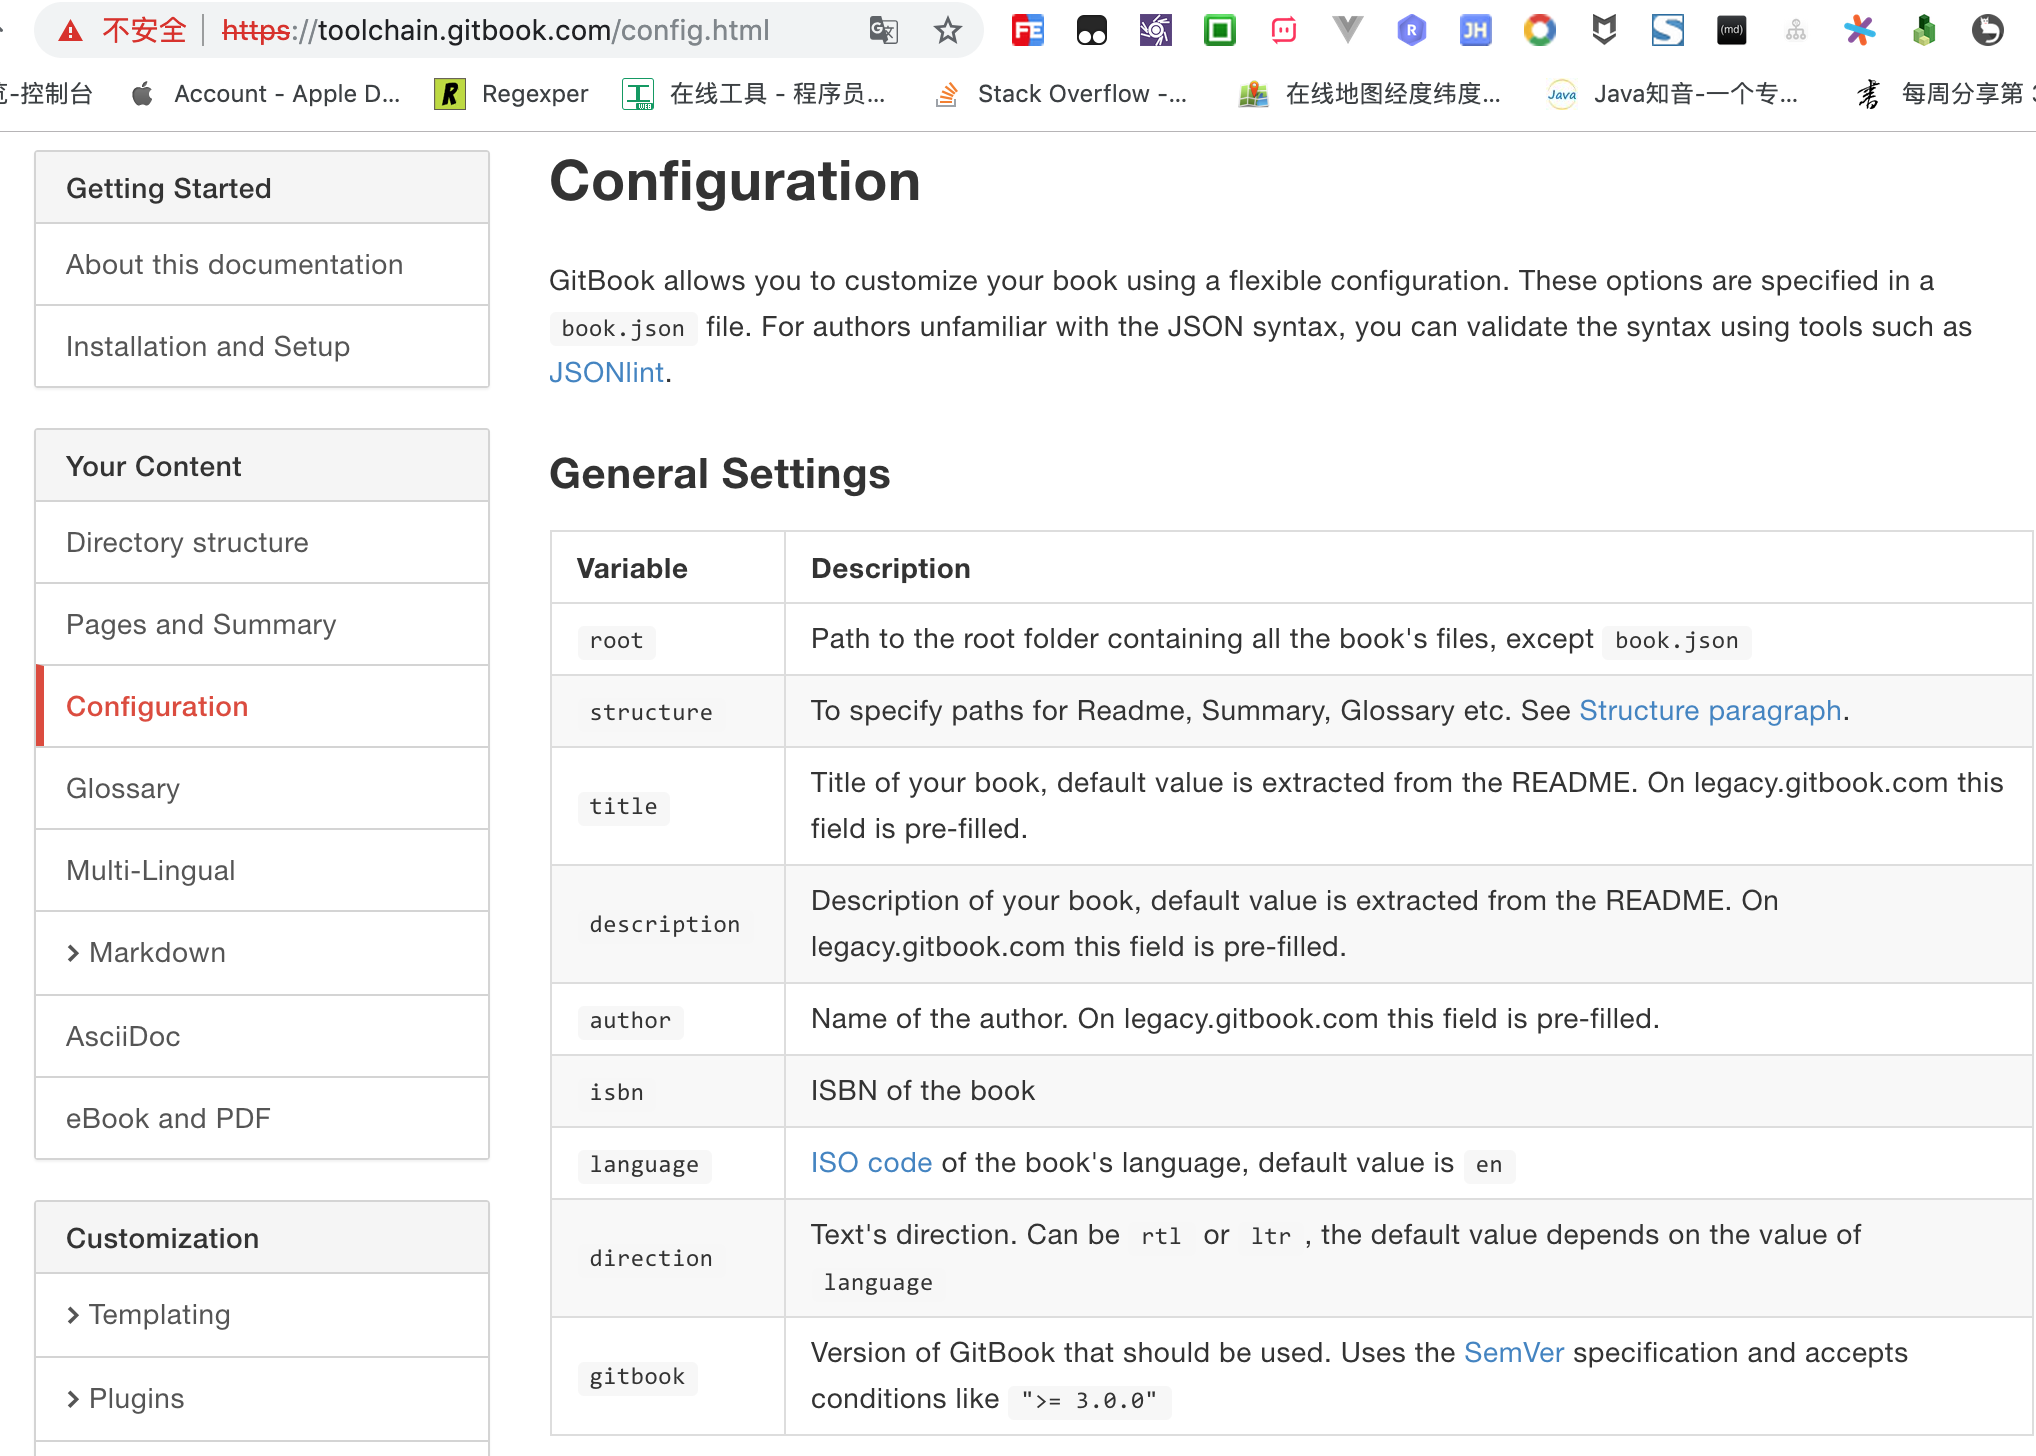 不安全 https://toolchain.gitbook.com/config.html
-控制台 Account - Apple D... Regexper 在线工具 - 程序员... Stack Overflow -... 在线地图经度纬度... Java知音-一个专... 每周分享第
Getting Started
About this documentation
Installation and Setup
Your Content
Directory structure
Pages and Summary
Configuration
Glossary
Multi-Lingual
Markdown
AsciiDoc
eBook and PDF
Customization
Templating
Plugins
Configuration
GitBook allows you to customize your book using a flexible configuration. These options are specified in a
book.json file. For authors unfamiliar with the JSON syntax, you can validate the syntax using tools such as
JSONlint.
General Settings
Variable Description
root Path to the root folder containing all the book's files, except book.json
structure To specify paths for Readme, Summary, Glossary etc. See Structure paragraph.
title Title of your book, default value is extracted from the README. On legacy.gitbook.com this
field is pre-filled.
description Description of your book, default value is extracted from the README. On
legacy.gitbook.com this field is pre-filled.
author Name of the author. On legacy.gitbook.com this field is pre-filled.
isbn ISBN of the book
language ISO code of the book's language, default value is en
direction Text's direction. Can be rtl or ltr , the default value depends on the value of
language
gitbook Version of GitBook that should be used. Uses the SemVer specification and accepts
conditions like ">= 3.0.0"